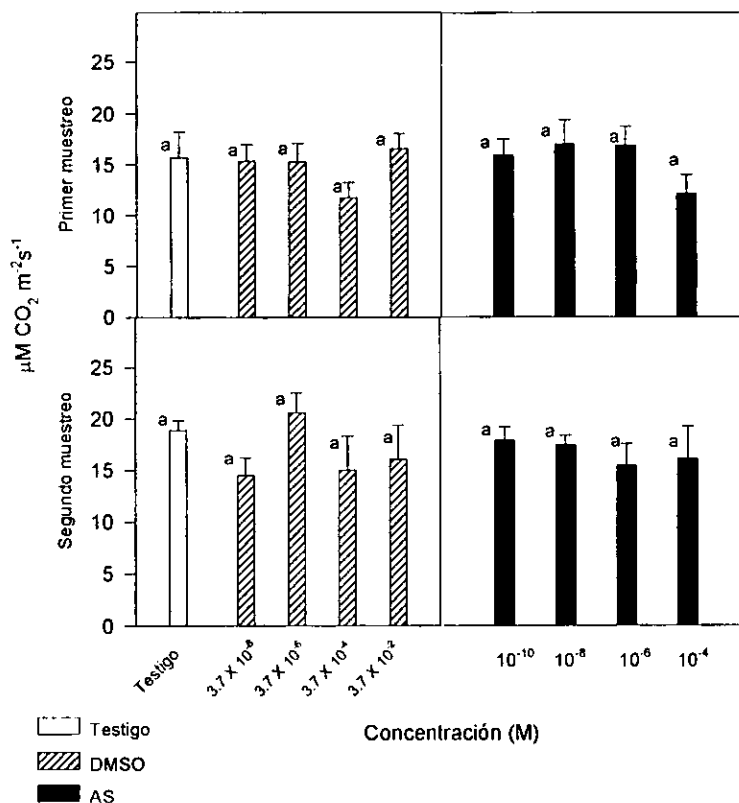 25
20
15
10
5
0
Primer muestreo
a a a a a
a a a a
µM CO₂ m⁻²s⁻¹
25
20
15
10
5
0
Segundo muestreo
a a a a a
a a a a
Testigo
3.7 X 10⁻⁸
3.7 X 10⁻⁶
3.7 X 10⁻⁴
3.7 X 10⁻²
10⁻¹⁰
10⁻⁸
10⁻⁶
10⁻⁴
Concentración (M)
Testigo
DMSO
AS